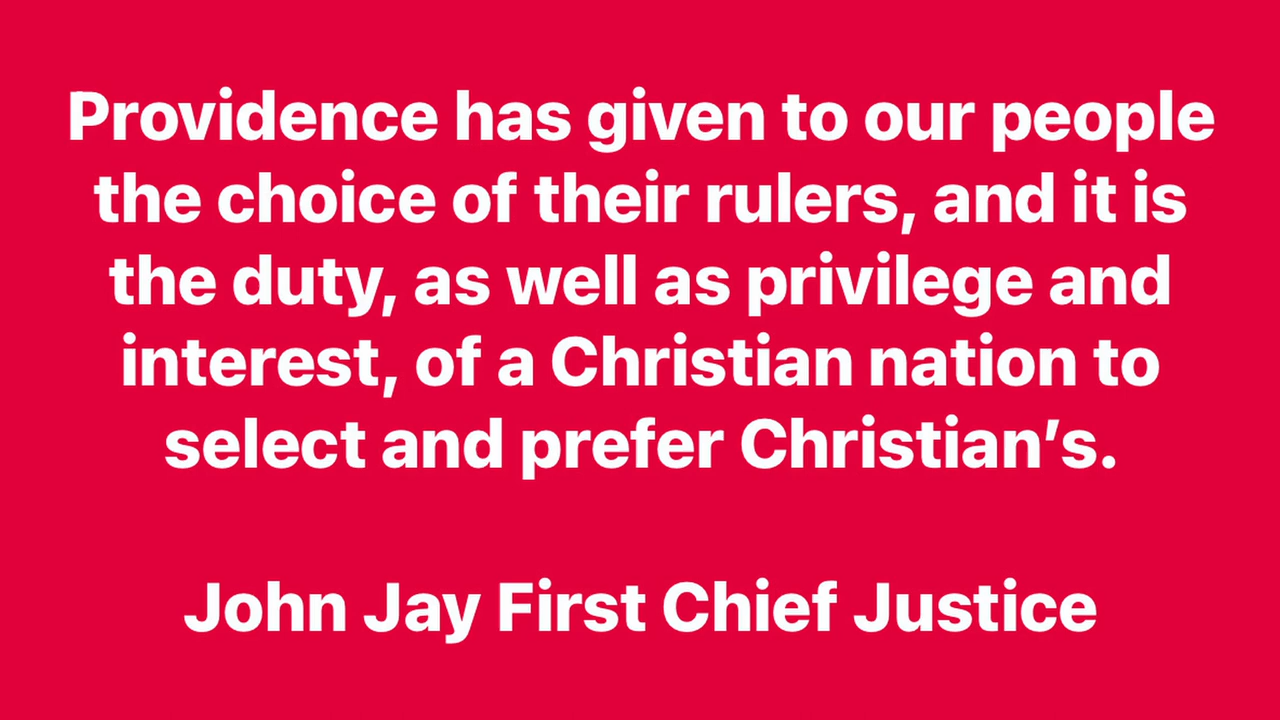 Providence has given to our people
the choice of their rulers, and it is
the duty, as well as privilege and
interest, of a Christian nation to
select and prefer Christian’s.
John Jay First Chief Justice